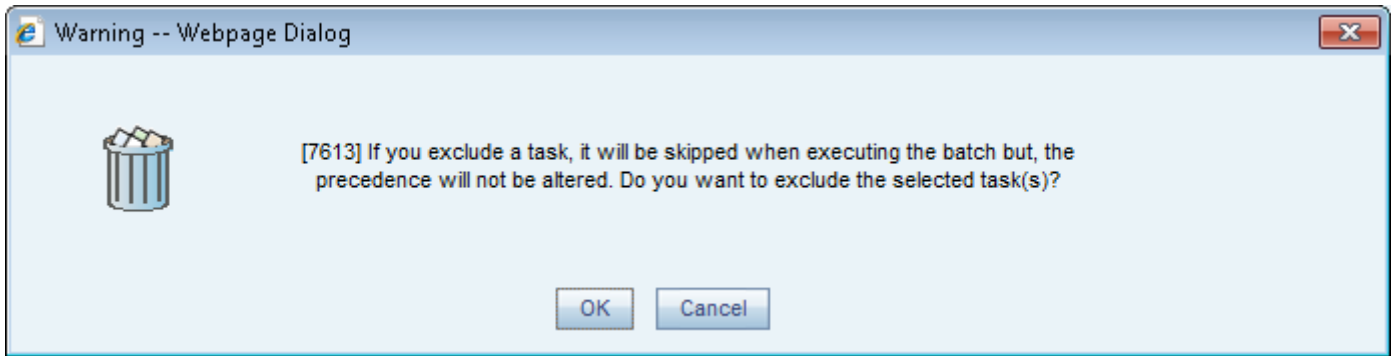 Warning -- Webpage Dialog
[7613] If you exclude a task, it will be skipped when executing the batch but, the
precedence will not be altered. Do you want to exclude the selected task(s)?
OK
Cancel